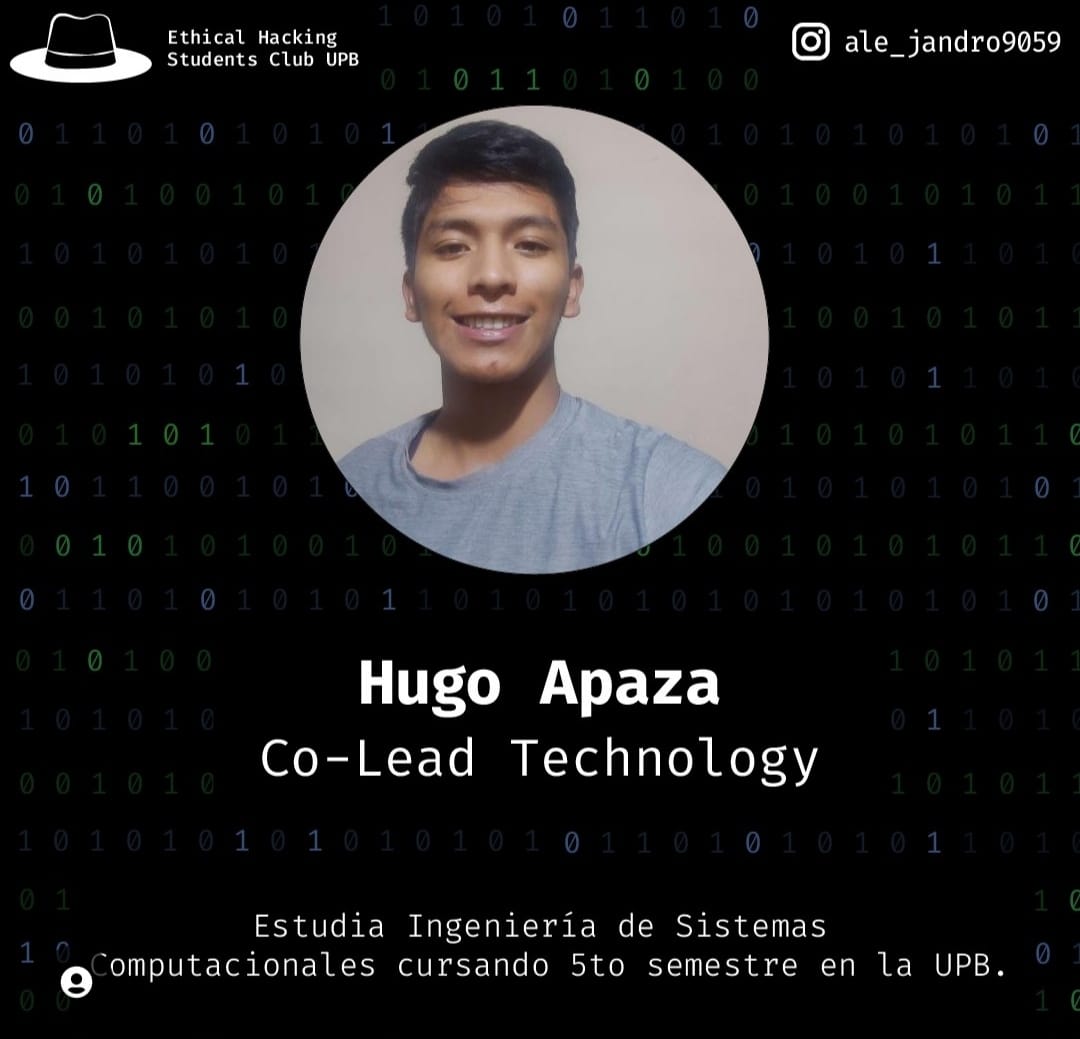 Ethical Hacking
Students Club UPB
ale_jandro9059
Hugo Apaza
Co-Lead Technology
Estudia Ingeniería de Sistemas
Computacionales cursando 5to semestre en la UPB.